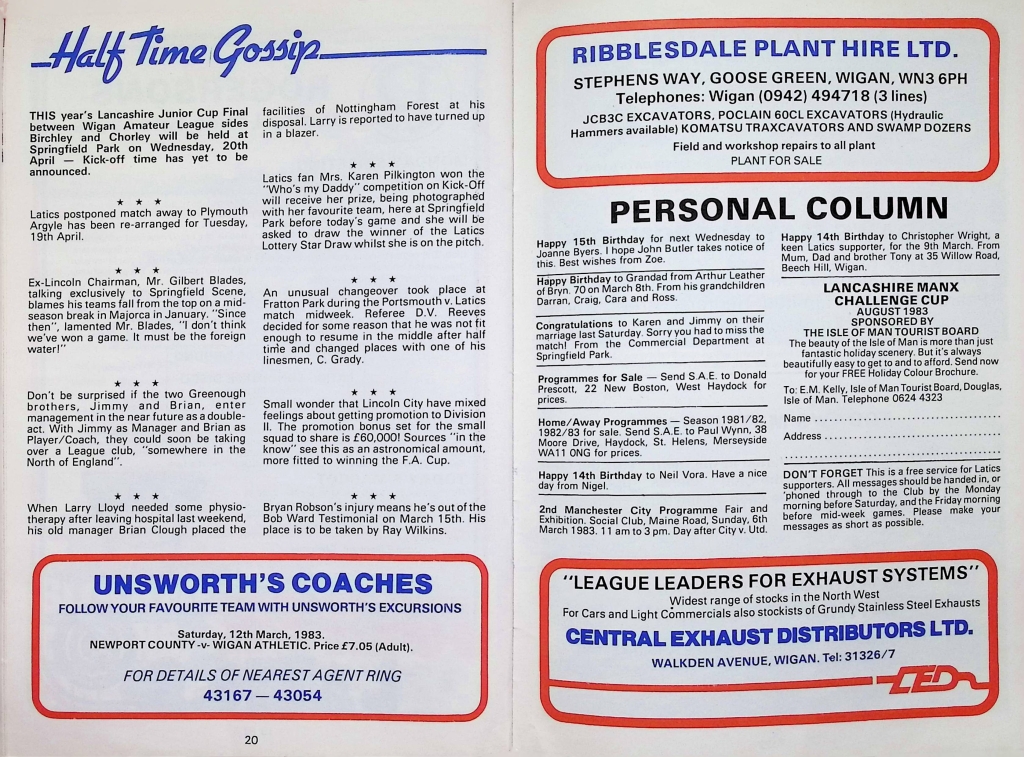 Half Time Gossip
THIS year's Lancashire Junior Cup Final
between Wigan Amateur League sides
Birchley and Chorley will be held at
Springfield Park on Wednesday, 20th
April — Kick-off time has yet to be
announced.
★ ★ ★
Latics postponed match away to Plymouth
Argyle has been re-arranged for Tuesday,
19th April.
★ ★ ★
Ex-Lincoln Chairman, Mr. Gilbert Blades,
talking exclusively to Springfield Scene,
blames his teams fall from the top on a mid-
season break in Majorca in January. "Since
then", lamented Mr. Blades, "I don't think
we've won a game. It must be the foreign
water!"
★ ★ ★
Don't be surprised if the two Greenough
brothers, Jimmy and Brian, enter
management in the near future as a double-
act. With Jimmy as Manager and Brian as
Player/Coach, they could soon be taking
over a League club, "somewhere in the
North of England".
★ ★ ★
When Larry Lloyd needed some physio-
therapy after leaving hospital last weekend,
his old manager Brian Clough placed the
facilities of Nottingham Forest at his
disposal. Larry is reported to have turned up
in a blazer.
★ ★ ★
Latics fan Mrs. Karen Pilkington won the
"Who's my Daddy" competition on Kick-Off
will receive her prize, being photographed
with her favourite team, here at Springfield
Park before today's game and she will be
asked to draw the winner of the Latics
Lottery Star Draw whilst she is on the pitch.
★ ★ ★
An unusual changeover took place at
Fratton Park during the Portsmouth v. Latics
match midweek. Referee D.V. Reeves
decided for some reason that he was not fit
enough to resume in the middle after half
time and changed places with one of his
linesmen, C. Grady.
★ ★ ★
Small wonder that Lincoln City have mixed
feelings about getting promotion to Division
II. The promotion bonus set for the small
squad to share is £60,000! Sources "in the
know" see this as an astronomical amount,
more fitted to winning the F.A. Cup.
★ ★ ★
Bryan Robson's injury means he's out of the
Bob Ward Testimonial on March 15th. His
place is to be taken by Ray Wilkins.
UNSWORTH'S COACHES
FOLLOW YOUR FAVOURITE TEAM WITH UNSWORTH'S EXCURSIONS
Saturday, 12th March, 1983.
NEWPORT COUNTY -v- WIGAN ATHLETIC. Price £7.05 (Adult).
FOR DETAILS OF NEAREST AGENT RING
43167 — 43054
20
RIBBLESDALE PLANT HIRE LTD.
STEPHENS WAY, GOOSE GREEN, WIGAN, WN3 6PH
Telephones: Wigan (0942) 494718 (3 lines)
JCB3C EXCAVATORS, POCLAIN 60CL EXCAVATORS (Hydraulic
Hammers available) KOMATSU TRAXCAVATORS AND SWAMP DOZERS
Field and workshop repairs to all plant
PLANT FOR SALE
PERSONAL COLUMN
Happy 15th Birthday for next Wednesday to
Joanne Byers. I hope John Butler takes notice of
this. Best wishes from Zoe.
Happy Birthday to Grandad from Arthur Leather
of Bryn. 70 on March 8th. From his grandchildren
Darran, Craig, Cara and Ross.
Congratulations to Karen and Jimmy on their
marriage last Saturday. Sorry you had to miss the
match! From the Commercial Department at
Springfield Park.
Programmes for Sale — Send S.A.E. to Donald
Prescott, 22 New Boston, West Haydock for
prices.
Home/Away Programmes — Season 1981/82,
1982/83 for sale. Send S.A.E. to Paul Wynn, 38
Moore Drive, Haydock, St. Helens, Merseyside
WA11 0NG for prices.
Happy 14th Birthday to Neil Vora. Have a nice
day from Nigel.
2nd Manchester City Programme Fair and
Exhibition. Social Club, Maine Road, Sunday, 6th
March 1983. 11 am to 3 pm. Day after City v. Utd.
Happy 14th Birthday to Christopher Wright, a
keen Latics supporter, for the 9th March. From
Mum, Dad and brother Tony at 35 Willow Road,
Beech Hill, Wigan.
LANCASHIRE MANX
CHALLENGE CUP
AUGUST 1983
SPONSORED BY
THE ISLE OF MAN TOURIST BOARD
The beauty of the Isle of Man is more than just
fantastic holiday scenery. But it's always
beautifully easy to get to and to afford. Send now
for your FREE Holiday Colour Brochure.
To: E.M. Kelly, Isle of Man Tourist Board, Douglas,
Isle of Man. Telephone 0624 4323
Name ..............................
Address ..............................
..............................
DON'T FORGET This is a free service for Latics
supporters. All messages should be handed in, or
'phoned through to the Club by the Monday
before Saturday, and the Friday morning
before mid-week games. Please make your
messages as short as possible.
"LEAGUE LEADERS FOR EXHAUST SYSTEMS"
Widest range of stocks in the North West
For Cars and Light Commercials also stockists of Grundy Stainless Steel Exhausts
CENTRAL EXHAUST DISTRIBUTORS LTD.
WALKDEN AVENUE, WIGAN. Tel: 31326/7
CED